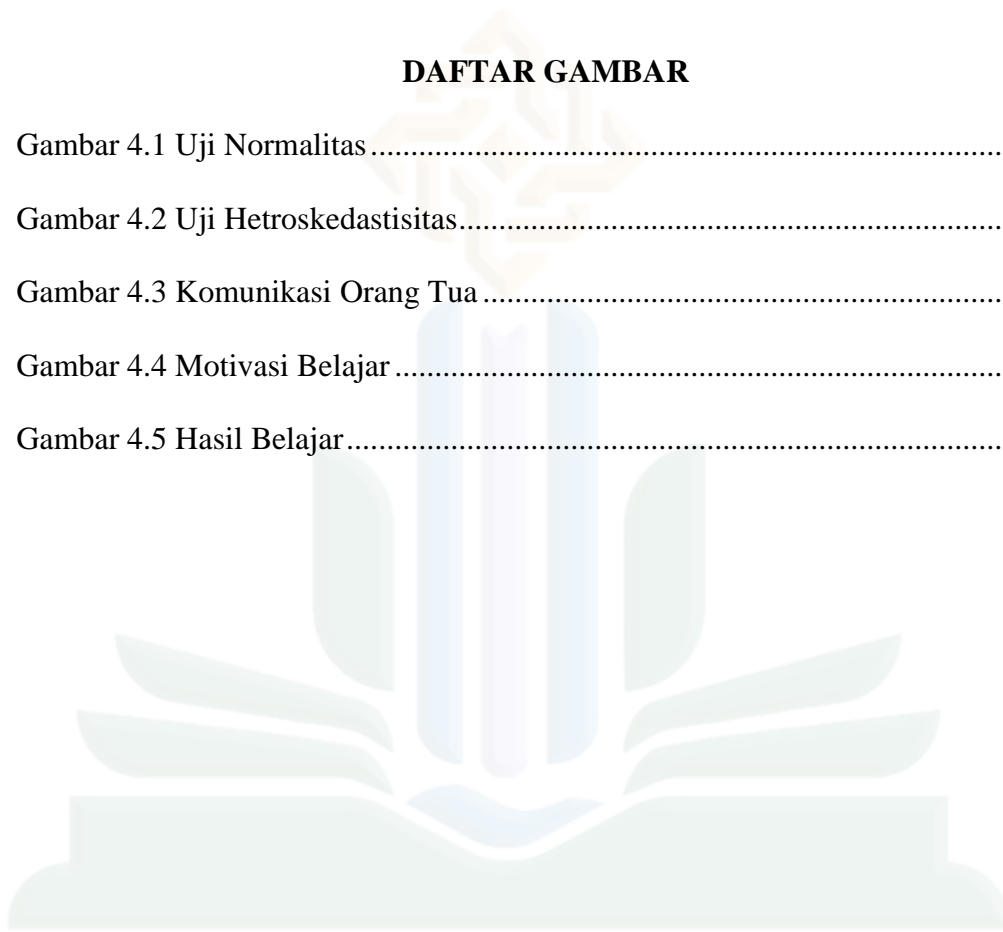 DAFTAR GAMBAR
Gambar 4.1 Uji Normalitas...............................................................................
Gambar 4.2 Uji Hetroskedastisitas....................................................................
Gambar 4.3 Komunikasi Orang Tua .................................................................
Gambar 4.4 Motivasi Belajar ............................................................................
Gambar 4.5 Hasil Belajar..................................................................................